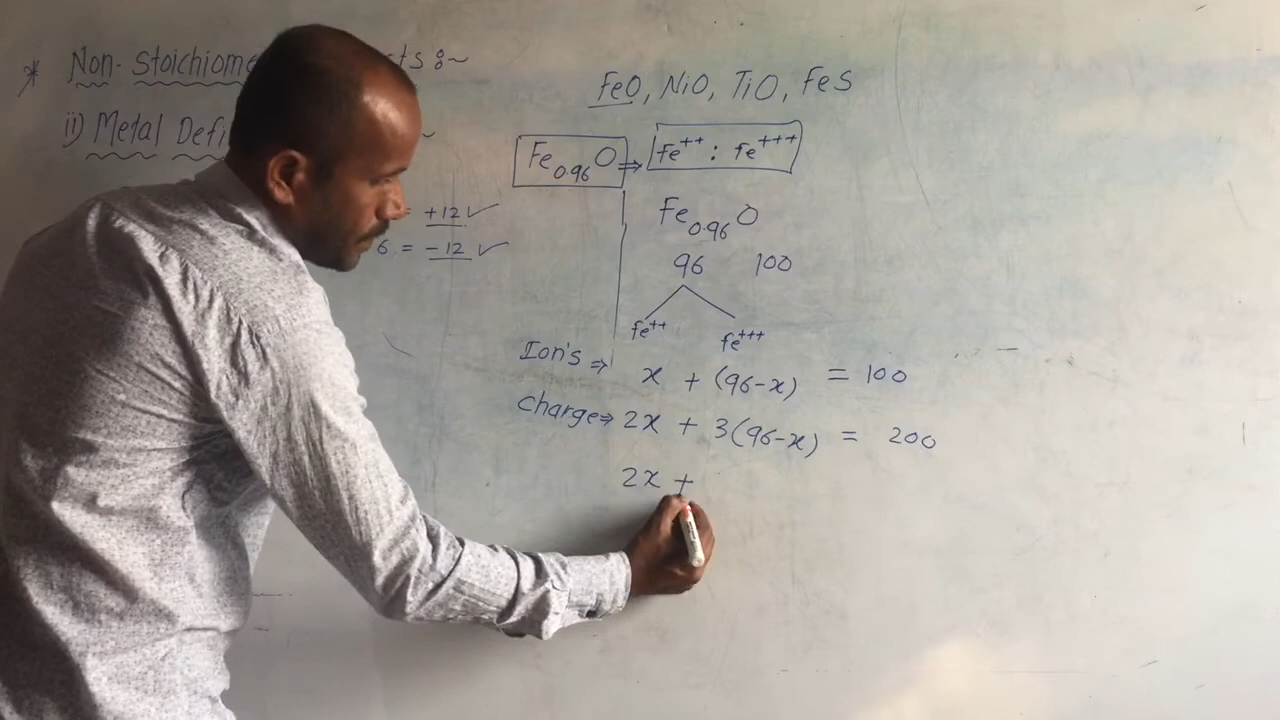 * Non-Stoichiome cts :~
ii) Metal Defi ~
= +12 ✓
6 = -12 ✓
FeO, NiO, TiO, FeS
Fe0.96O ⇒ Fe++ : Fe+++
Fe0.96O
96 100
Fe++ Fe+++
Ion's ⇒ x + (96-x) = 100
Charge ⇒ 2x + 3(96-x) = 200
2x +